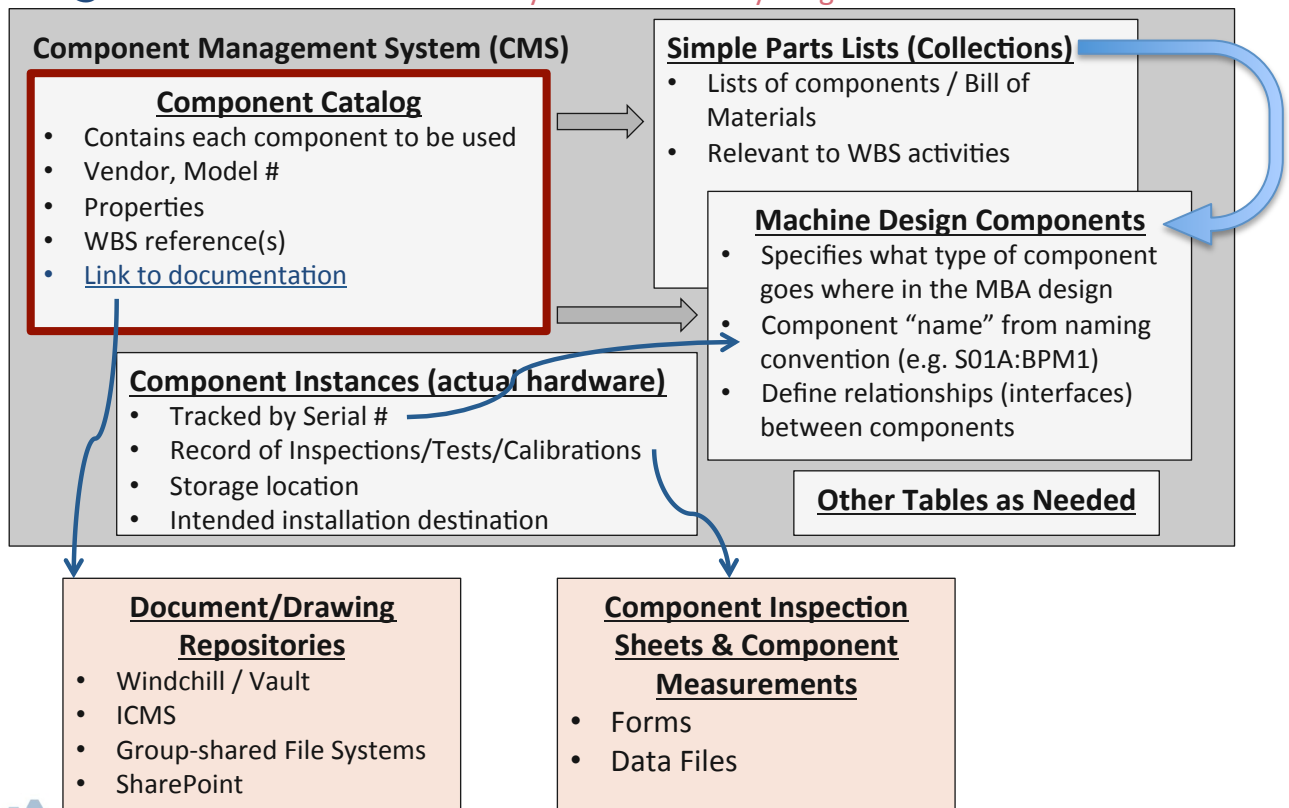 Component Management System (CMS)
Component Catalog
• Contains each component to be used
• Vendor, Model #
• Properties
• WBS reference(s)
• Link to documentation
Simple Parts Lists (Collections)
• Lists of components / Bill of
Materials
• Relevant to WBS activities
Machine Design Components
• Specifies what type of component
goes where in the MBA design
• Component “name” from naming
convention (e.g. S01A:BPM1)
• Define relationships (interfaces)
between components
Component Instances (actual hardware)
• Tracked by Serial #
• Record of Inspections/Tests/Calibrations
• Storage location
• Intended installation destination
Other Tables as Needed
Document/Drawing
Repositories
• Windchill / Vault
• ICMS
• Group-shared File Systems
• SharePoint
Component Inspection
Sheets & Component
Measurements
• Forms
• Data Files